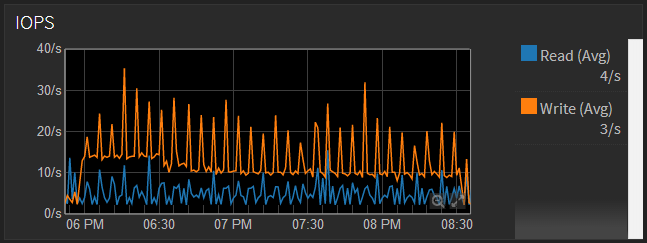 IOPS
40/s
30/s
20/s
10/s
0/s
06 PM
06:30
07 PM
07:30
08 PM
08:30
Read (Avg)
4/s
Write (Avg)
3/s